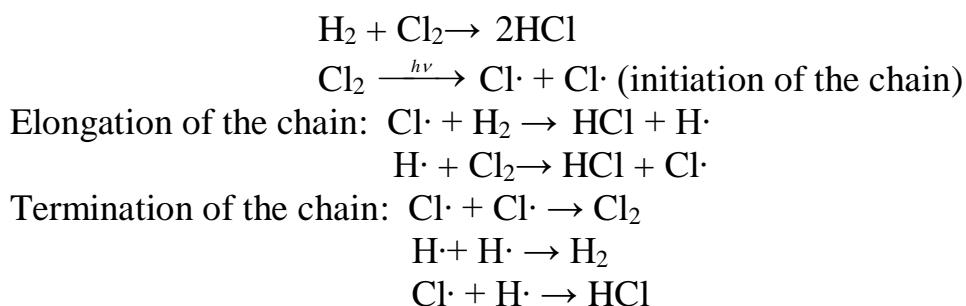 H₂ + Cl₂→ 2HCl
Cl₂ —hν→ Cl· + Cl· (initiation of the chain)
Elongation of the chain: Cl· + H₂ → HCl + H·
H· + Cl₂→ HCl + Cl·
Termination of the chain: Cl· + Cl· → Cl₂
H·+ H· → H₂
Cl· + H· → HCl